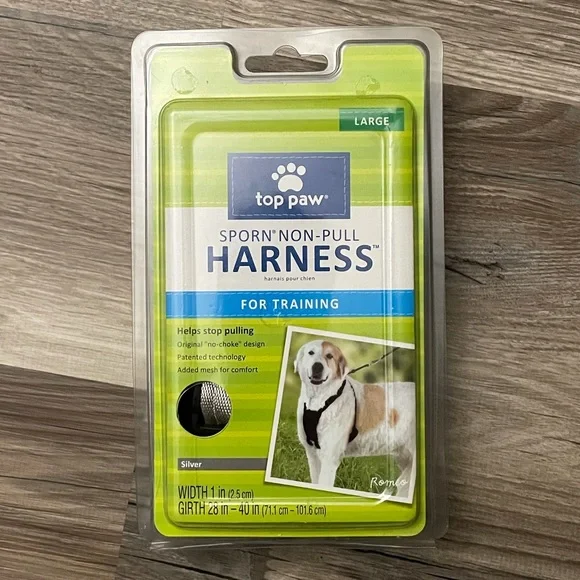 LARGE
top paw®
SPORN® NON-PULL
HARNESS™
harnais pour chien
FOR TRAINING
Helps stop pulling
Original "no-choke" design
Patented technology
Added mesh for comfort
Silver
Romeo
WIDTH 1 in (2.5 cm)
GIRTH 28 in – 40 in (71.1 cm – 101.6 cm)